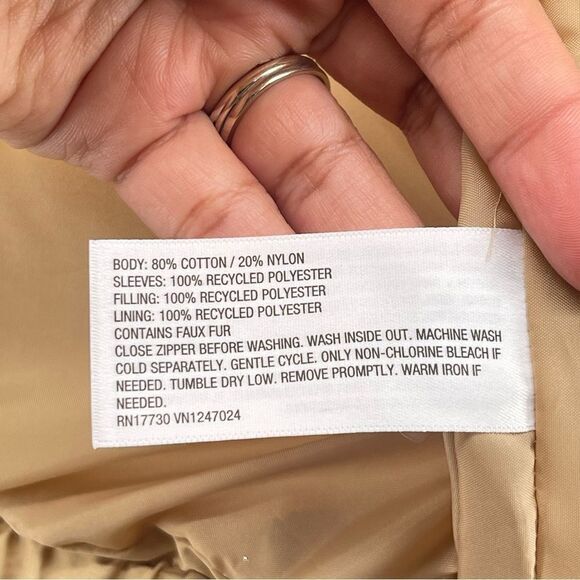 BODY: 80% COTTON / 20% NYLON
SLEEVES: 100% RECYCLED POLYESTER
FILLING: 100% RECYCLED POLYESTER
LINING: 100% RECYCLED POLYESTER
CONTAINS FAUX FUR
CLOSE ZIPPER BEFORE WASHING. WASH INSIDE OUT. MACHINE WASH
COLD SEPARATELY. GENTLE CYCLE. ONLY NON-CHLORINE BLEACH IF
NEEDED. TUMBLE DRY LOW. REMOVE PROMPTLY. WARM IRON IF
NEEDED.
RN17730 VN1247024